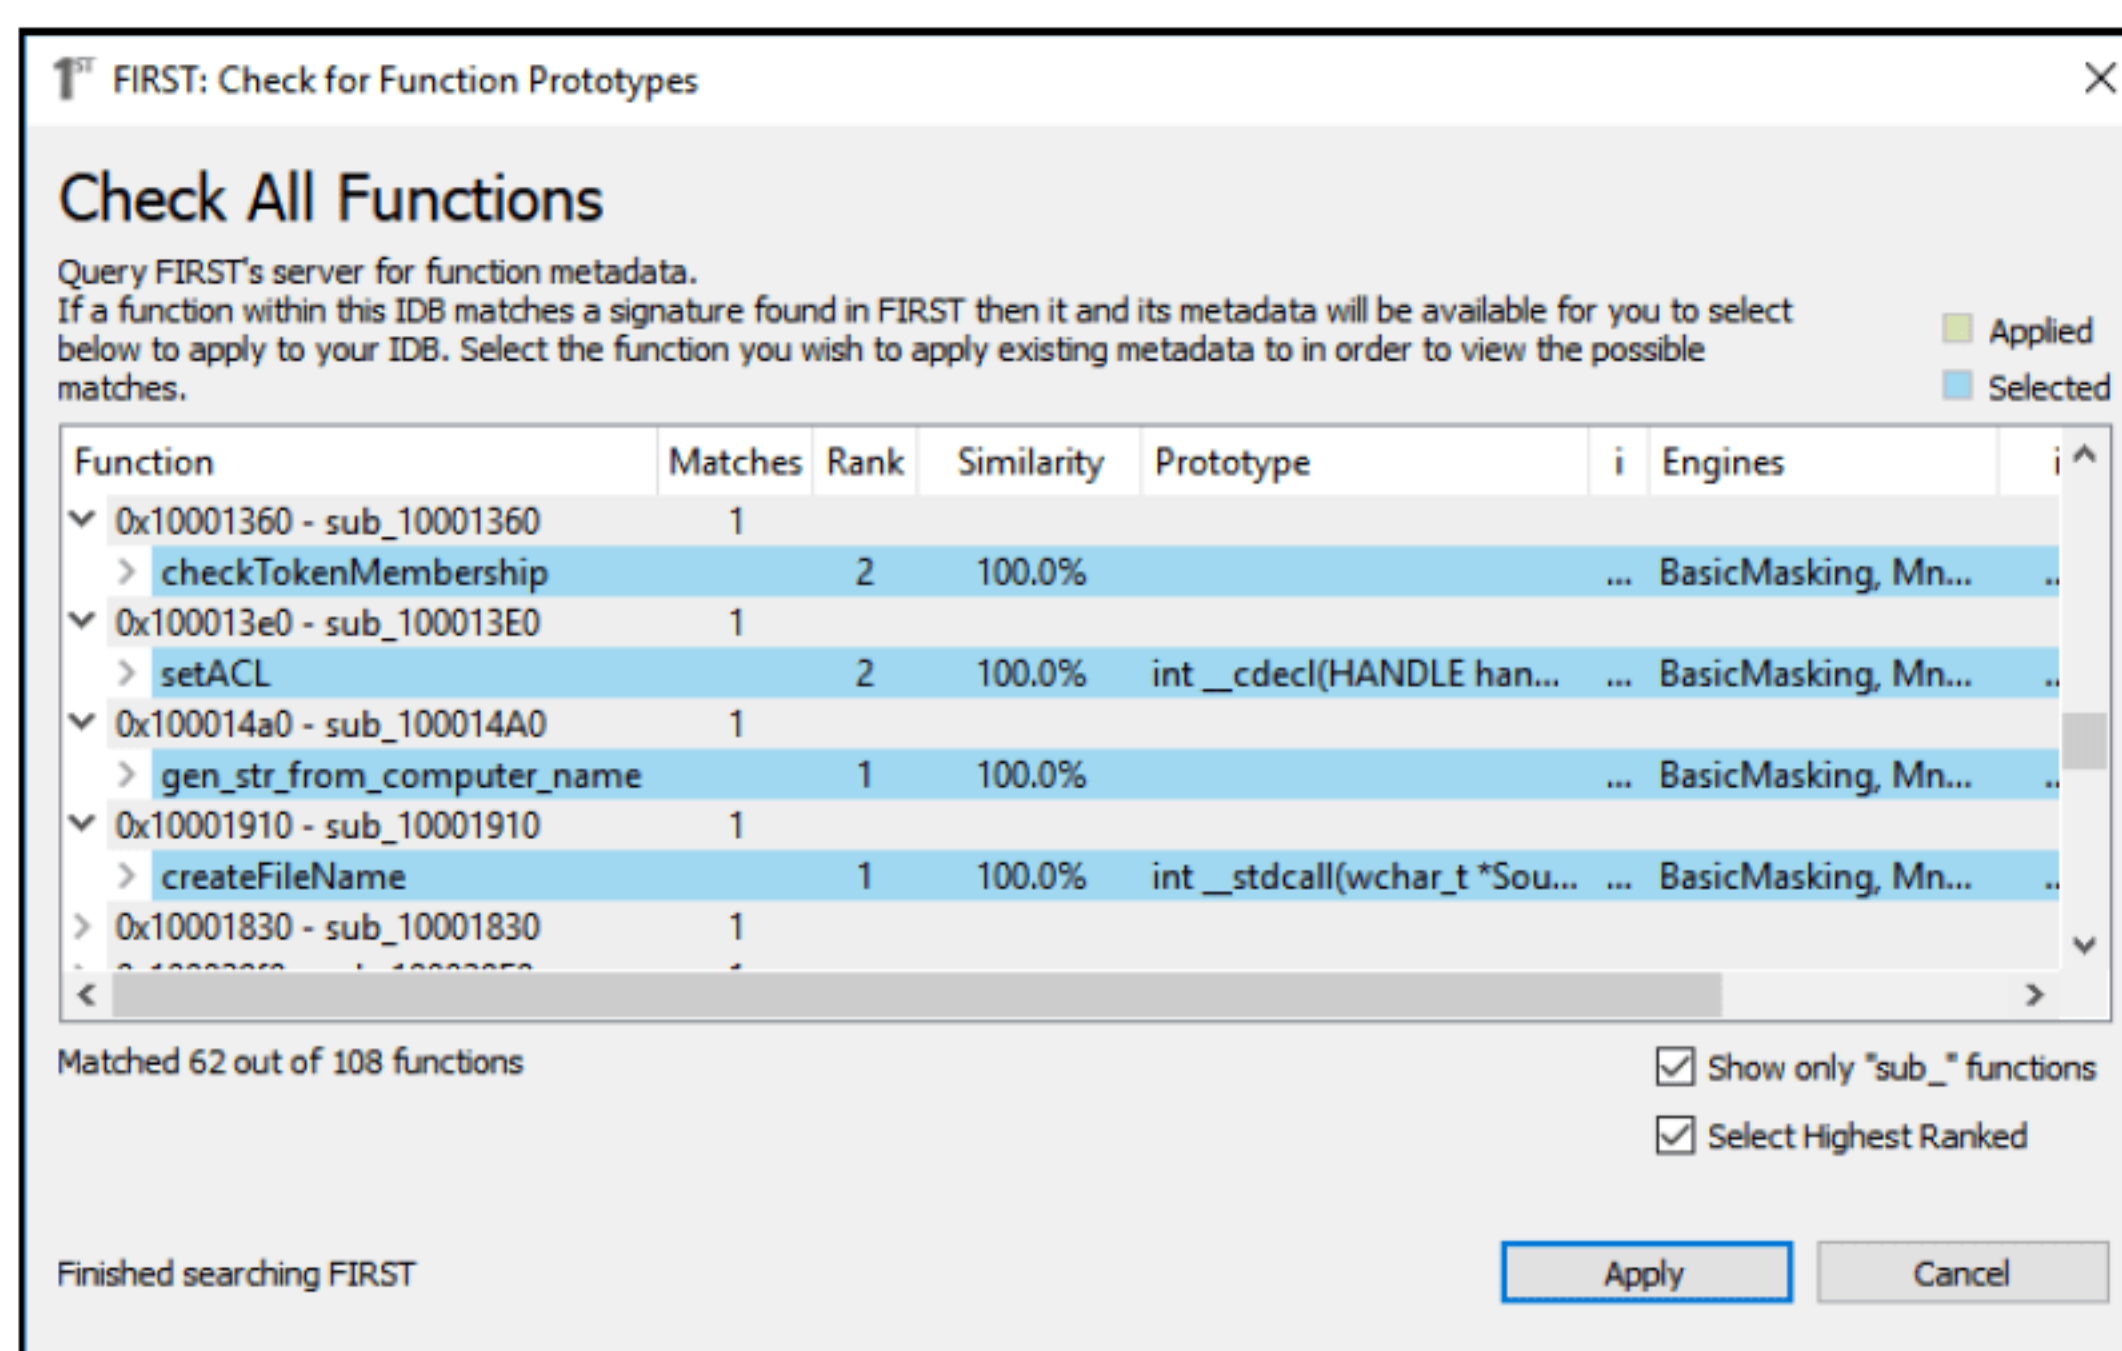 1ST FIRST: Check for Function Prototypes
Check All Functions
Query FIRST's server for function metadata.
If a function within this IDB matches a signature found in FIRST then it and its metadata will be available for you to select
below to apply to your IDB. Select the function you wish to apply existing metadata to in order to view the possible
matches.
Applied
Selected
Function Matches Rank Similarity Prototype i Engines i
0x10001360 - sub_10001360 1
checkTokenMembership 2 100.0% ... BasicMasking, Mn... ..
0x100013e0 - sub_100013E0 1
setACL 2 100.0% int __cdecl(HANDLE han... ... BasicMasking, Mn... ..
0x100014a0 - sub_100014A0 1
gen_str_from_computer_name 1 100.0% ... BasicMasking, Mn... ..
0x10001910 - sub_10001910 1
createFileName 1 100.0% int __stdcall(wchar_t *Sou... ... BasicMasking, Mn... ..
0x10001830 - sub_10001830 1
Matched 62 out of 108 functions
Show only "sub_" functions
Select Highest Ranked
Finished searching FIRST
Apply
Cancel